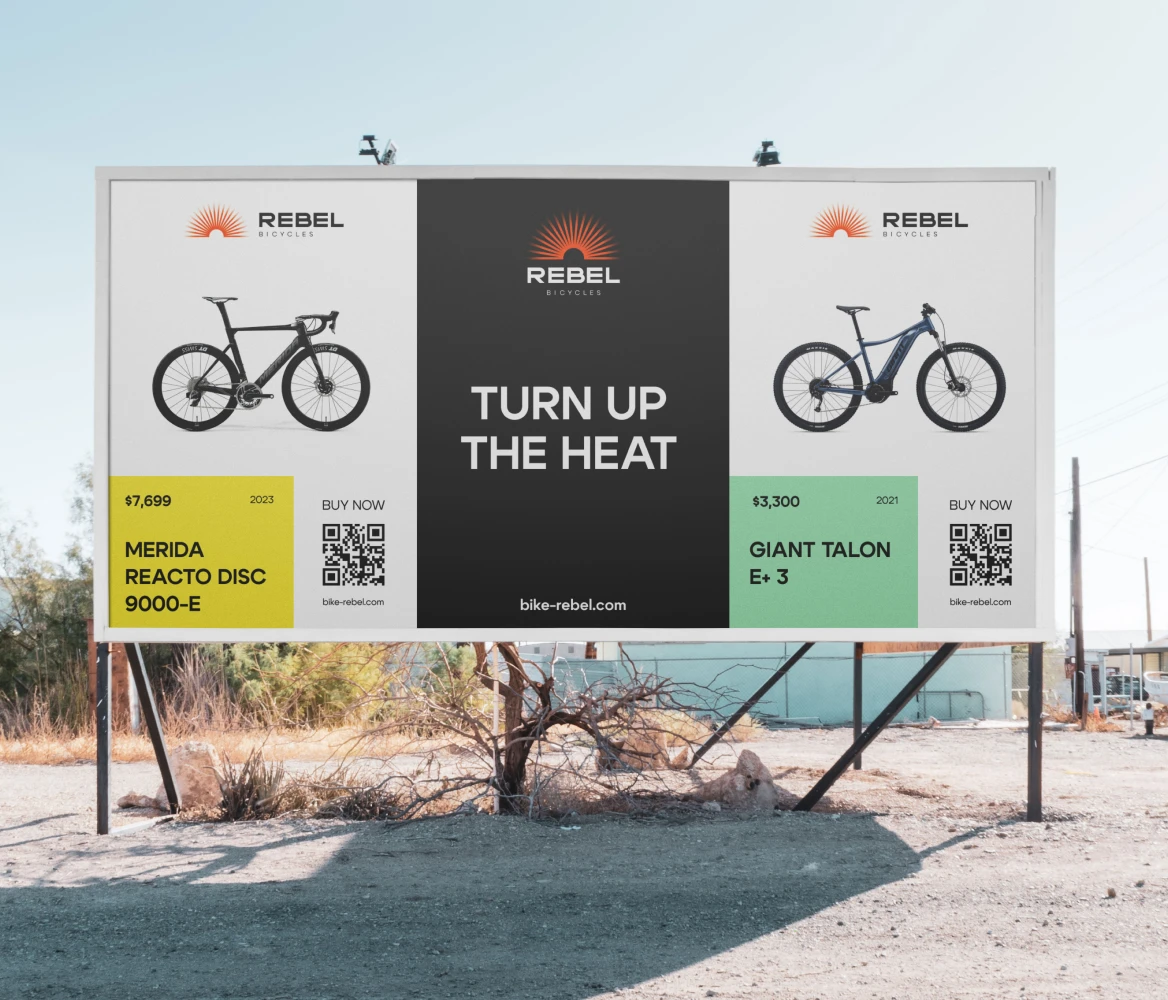 REBEL
BICYCLES
$7,699
2023
MERIDA
REACTO DISC
9000-E
BUY NOW
bike-rebel.com
REBEL
BICYCLES
TURN UP
THE HEAT
bike-rebel.com
REBEL
BICYCLES
$3,300
2021
GIANT TALON
E+ 3
BUY NOW
bike-rebel.com